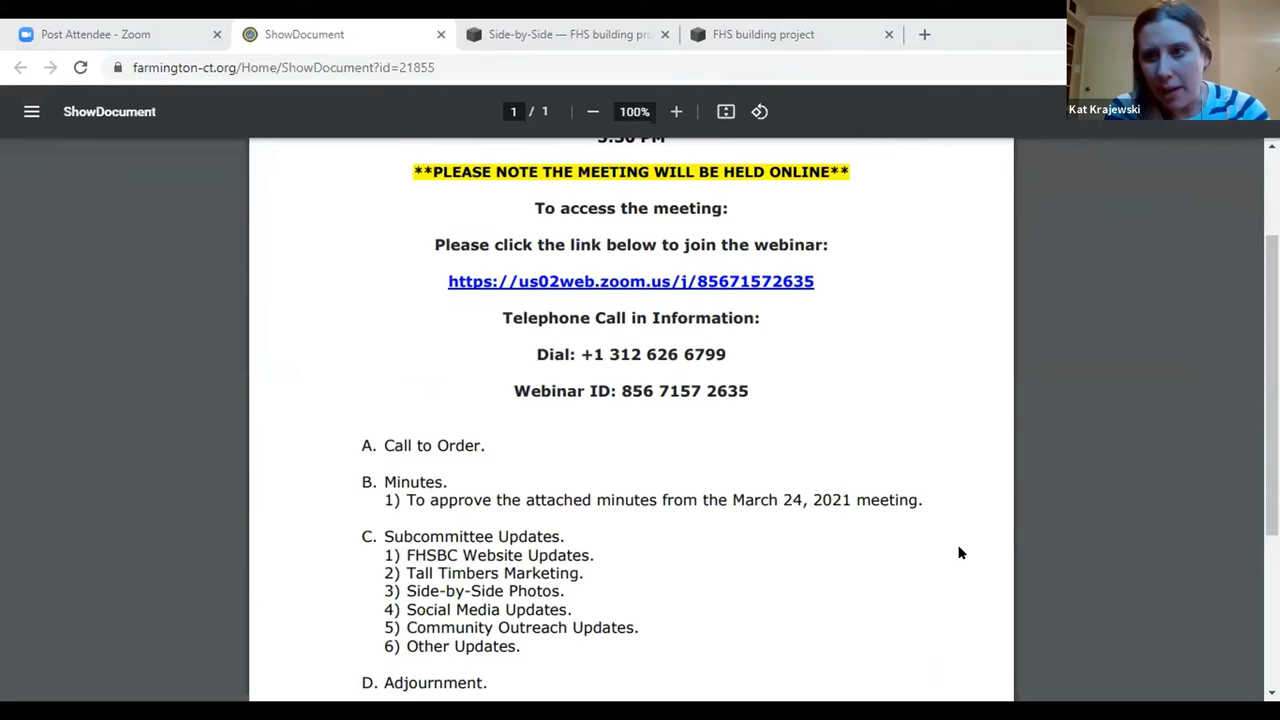 Post Attendee - Zoom
ShowDocument
Side-by-Side — FHS building pro
FHS building project
farmington-ct.org/Home/ShowDocument?id=21855
Kat Krajewski
ShowDocument
1 / 1
100%
5:30 PM
**PLEASE NOTE THE MEETING WILL BE HELD ONLINE**
To access the meeting:
Please click the link below to join the webinar:
https://us02web.zoom.us/j/85671572635
Telephone Call in Information:
Dial: +1 312 626 6799
Webinar ID: 856 7157 2635
A. Call to Order.
B. Minutes.
1) To approve the attached minutes from the March 24, 2021 meeting.
C. Subcommittee Updates.
1) FHSBC Website Updates.
2) Tall Timbers Marketing.
3) Side-by-Side Photos.
4) Social Media Updates.
5) Community Outreach Updates.
6) Other Updates.
D. Adjournment.